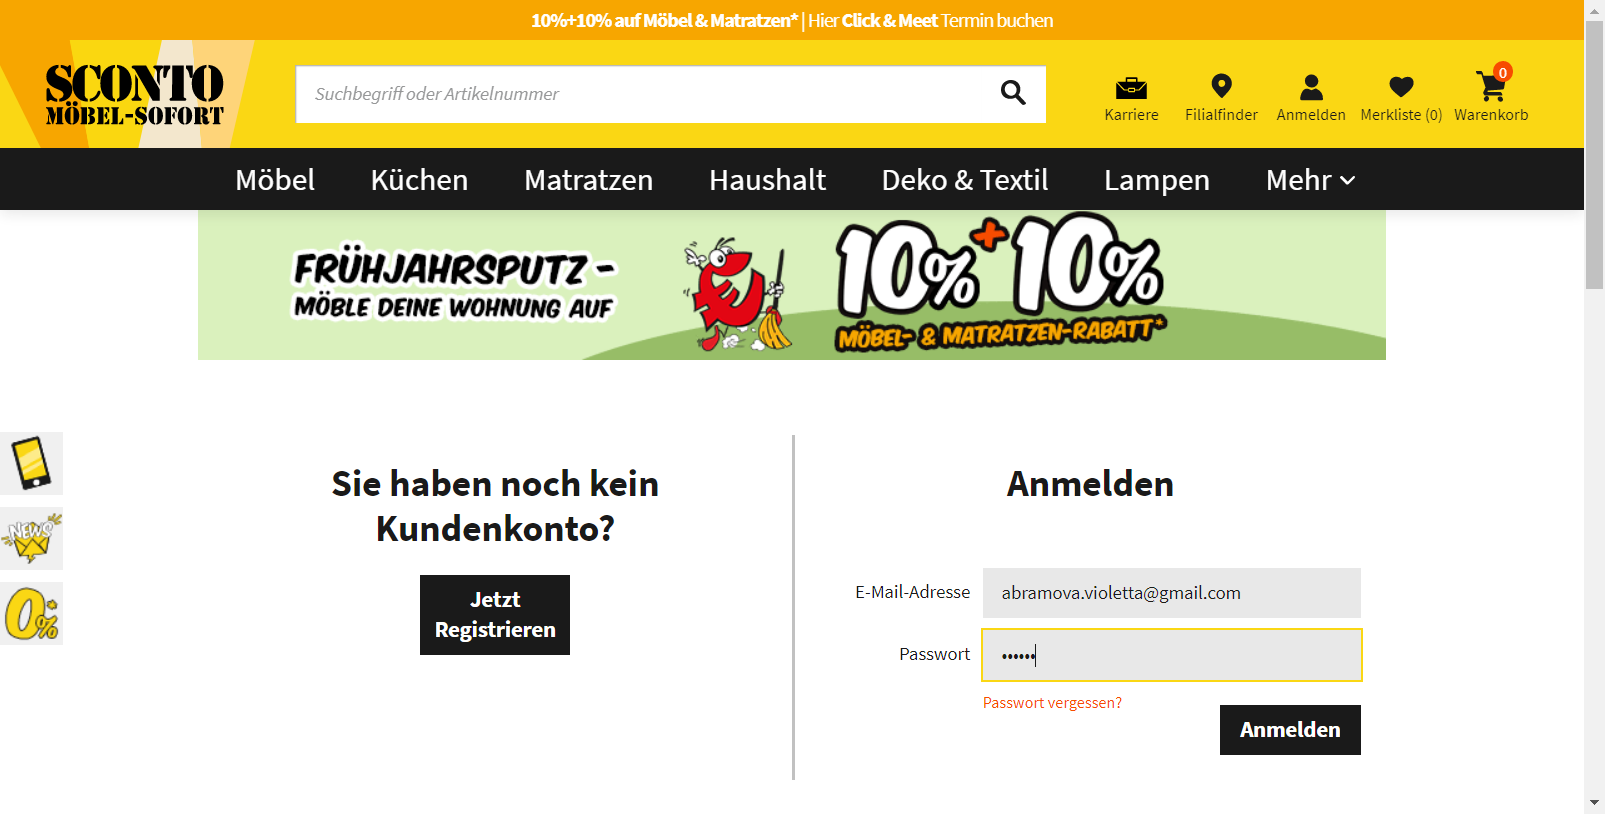 10%+10% auf Möbel & Matratzen* | Hier Click & Meet Termin buchen
SCONTO
MÖBEL-SOFORT
Suchbegriff oder Artikelnummer
Karriere
Filialfinder
Anmelden
Merkliste (0)
0
Warenkorb
Möbel Küchen Matratzen Haushalt Deko & Textil Lampen Mehr
FRÜHJAHRSPUTZ -
MÖBLE DEINE WOHNUNG AUF
10%+10%
MÖBEL- & MATRATZEN-RABATT*
NEWS
0*%
Sie haben noch kein
Kundenkonto?
Jetzt
Registrieren
Anmelden
E-Mail-Adresse abramova.violetta@gmail.com
Passwort ••••••
Passwort vergessen?
Anmelden